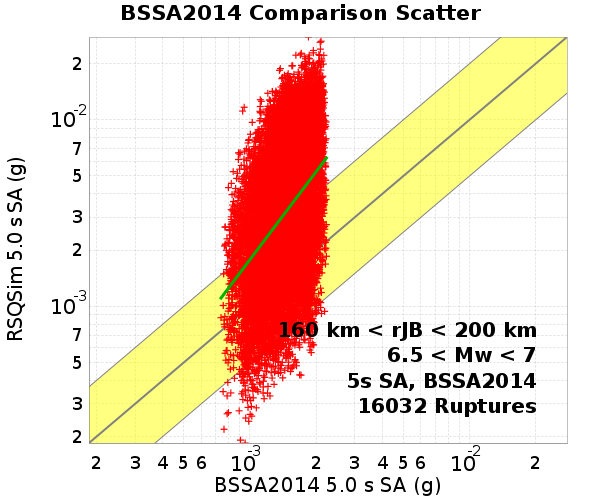 BSSA2014 Comparison Scatter
RSQSim 5.0 s SA (g)
2
10-2
7
5
3
2
10-3
7
5
3
2
160 km < rJB < 200 km
6.5 < Mw < 7
5s SA, BSSA2014
16032 Ruptures
2 3 4 5 6 10-3 2 3 4 5 6 10-2 2
BSSA2014 5.0 s SA (g)